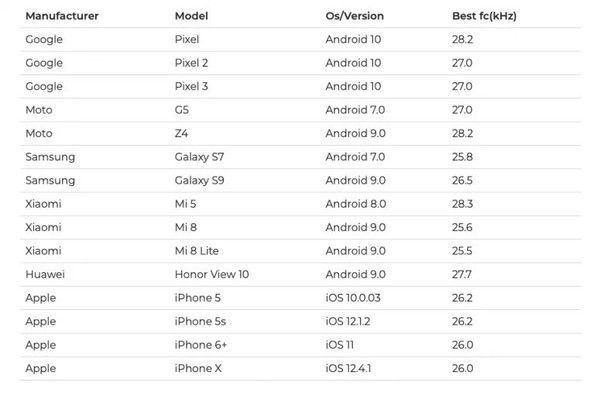 Manufacturer Model Os/Version Best fc(kHz)
Google Pixel Android 10 28.2
Google Pixel 2 Android 10 27.0
Google Pixel 3 Android 10 27.0
Moto G5 Android 7.0 27.0
Moto Z4 Android 9.0 28.2
Samsung Galaxy S7 Android 7.0 25.8
Samsung Galaxy S9 Android 9.0 26.5
Xiaomi Mi 5 Android 8.0 28.3
Xiaomi Mi 8 Android 9.0 25.6
Xiaomi Mi 8 Lite Android 9.0 25.5
Huawei Honor View 10 Android 9.0 27.7
Apple iPhone 5 iOS 10.0.03 26.2
Apple iPhone 5s iOS 12.1.2 26.2
Apple iPhone 6+ iOS 11 26.0
Apple iPhone X iOS 12.4.1 26.0